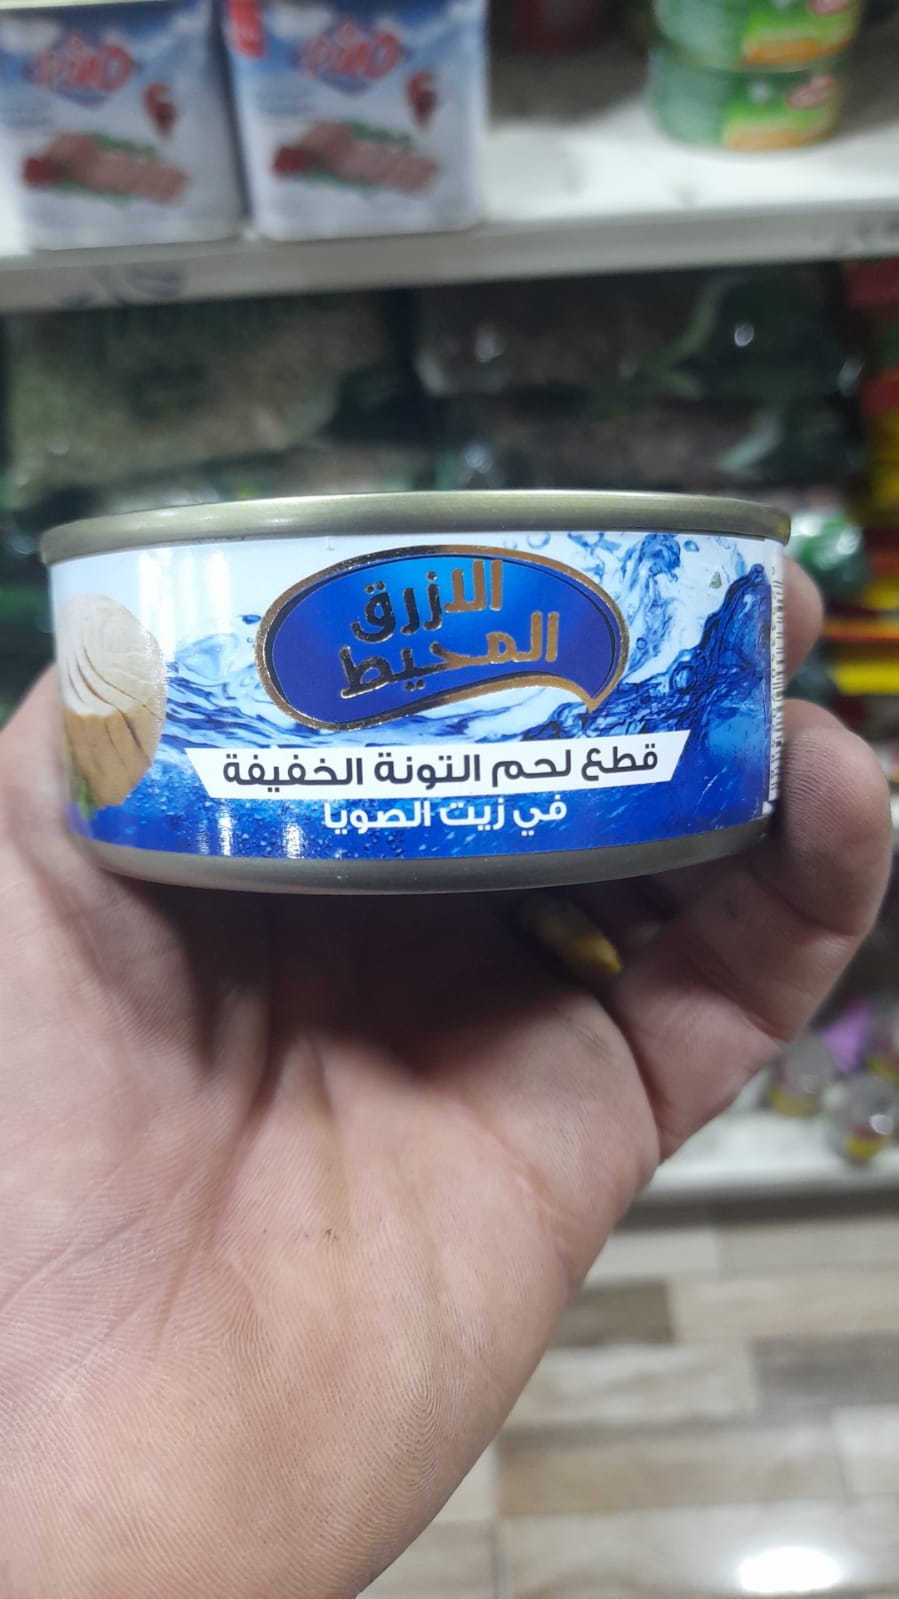 الازرق
المحيط
قطع لحم التونة الخفيفة
في زيت الصويا